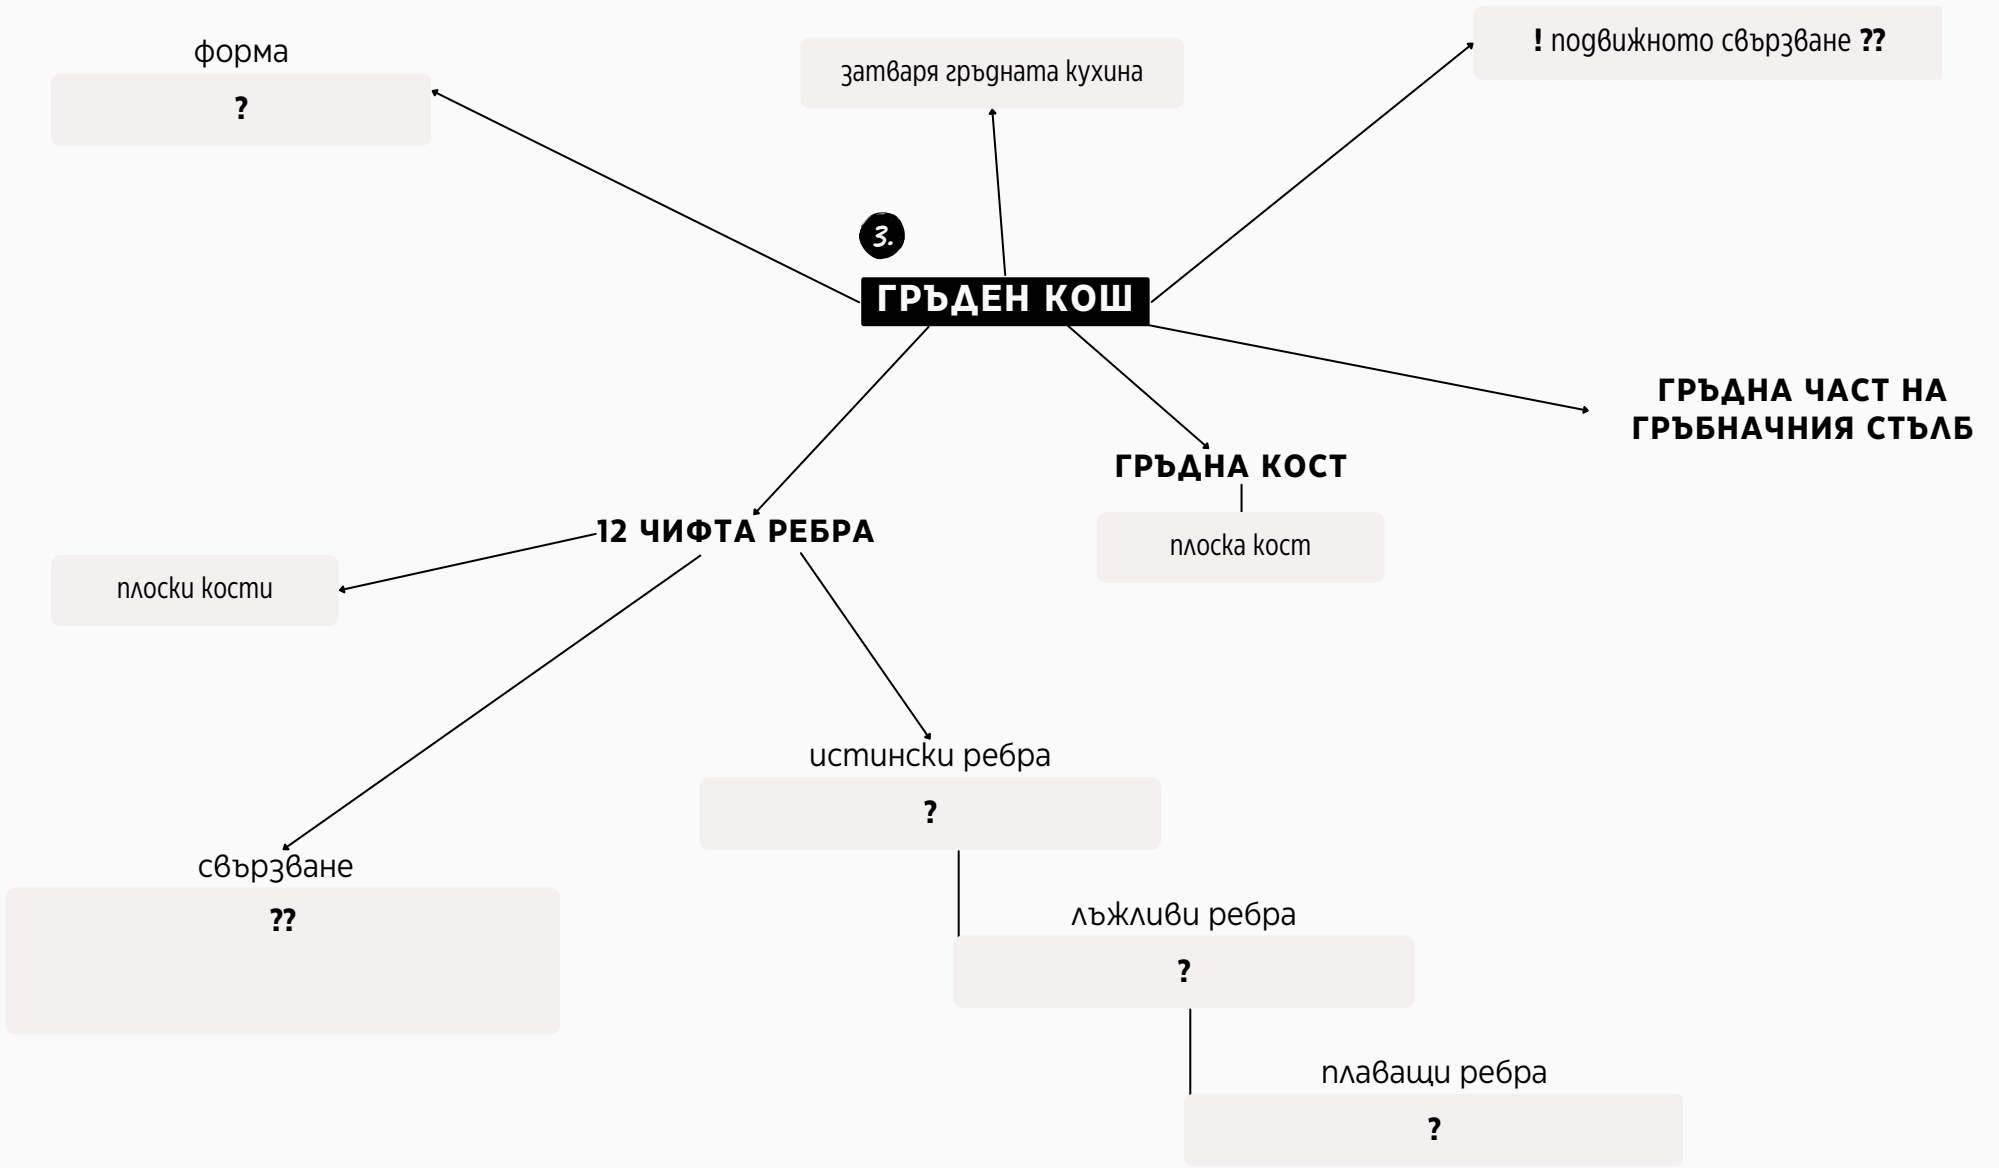 форма
?
затваря гръдната кухина
! подвижното свързване ??
3.
ГРЪДЕН КОШ
ГРЪДНА ЧАСТ НА
ГРЪБНАЧНИЯ СТЪЛБ
ГРЪДНА КОСТ
плоска кост
12 ЧИФТА РЕБРА
плоски кости
истински ребра
?
свързване
??
лъжливи ребра
?
плаващи ребра
?